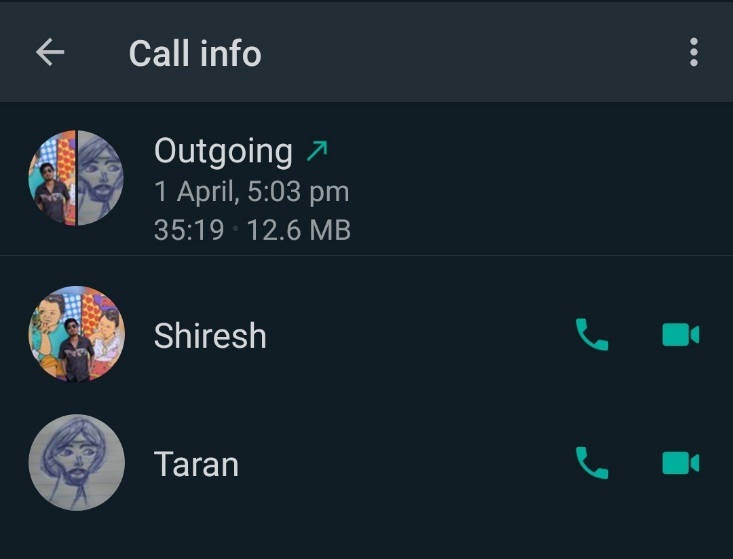 Call info
Outgoing
1 April, 5:03 pm
35:19 · 12.6 MB
Shiresh
Taran